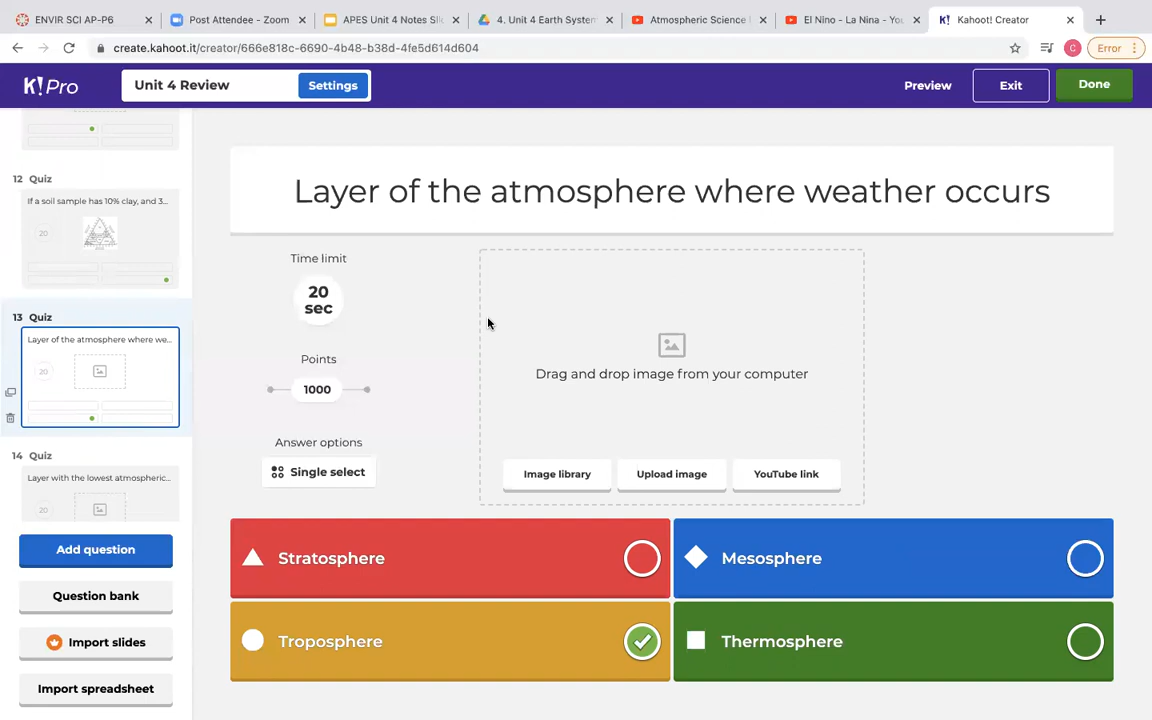 ENVIR SCI AP-P6
Post Attendee - Zoom
APES Unit 4 Notes Sli
4. Unit 4 Earth System
Atmospheric Science
El Nino - La Nina - You
Kahoot! Creator
create.kahoot.it/creator/666e818c-6690-4b48-b38d-4fe5d614d604
C
Error
K!Pro
Unit 4 Review
Settings
Preview
Exit
Done
12 Quiz
If a soil sample has 10% clay, and 3...
20
13 Quiz
Layer of the atmosphere where we...
20
14 Quiz
Layer with the lowest atmospheric...
20
Add question
Question bank
Import slides
Import spreadsheet
Layer of the atmosphere where weather occurs
Time limit
20
sec
Points
1000
Answer options
Single select
Drag and drop image from your computer
Image library
Upload image
YouTube link
Stratosphere
Mesosphere
Troposphere
Thermosphere